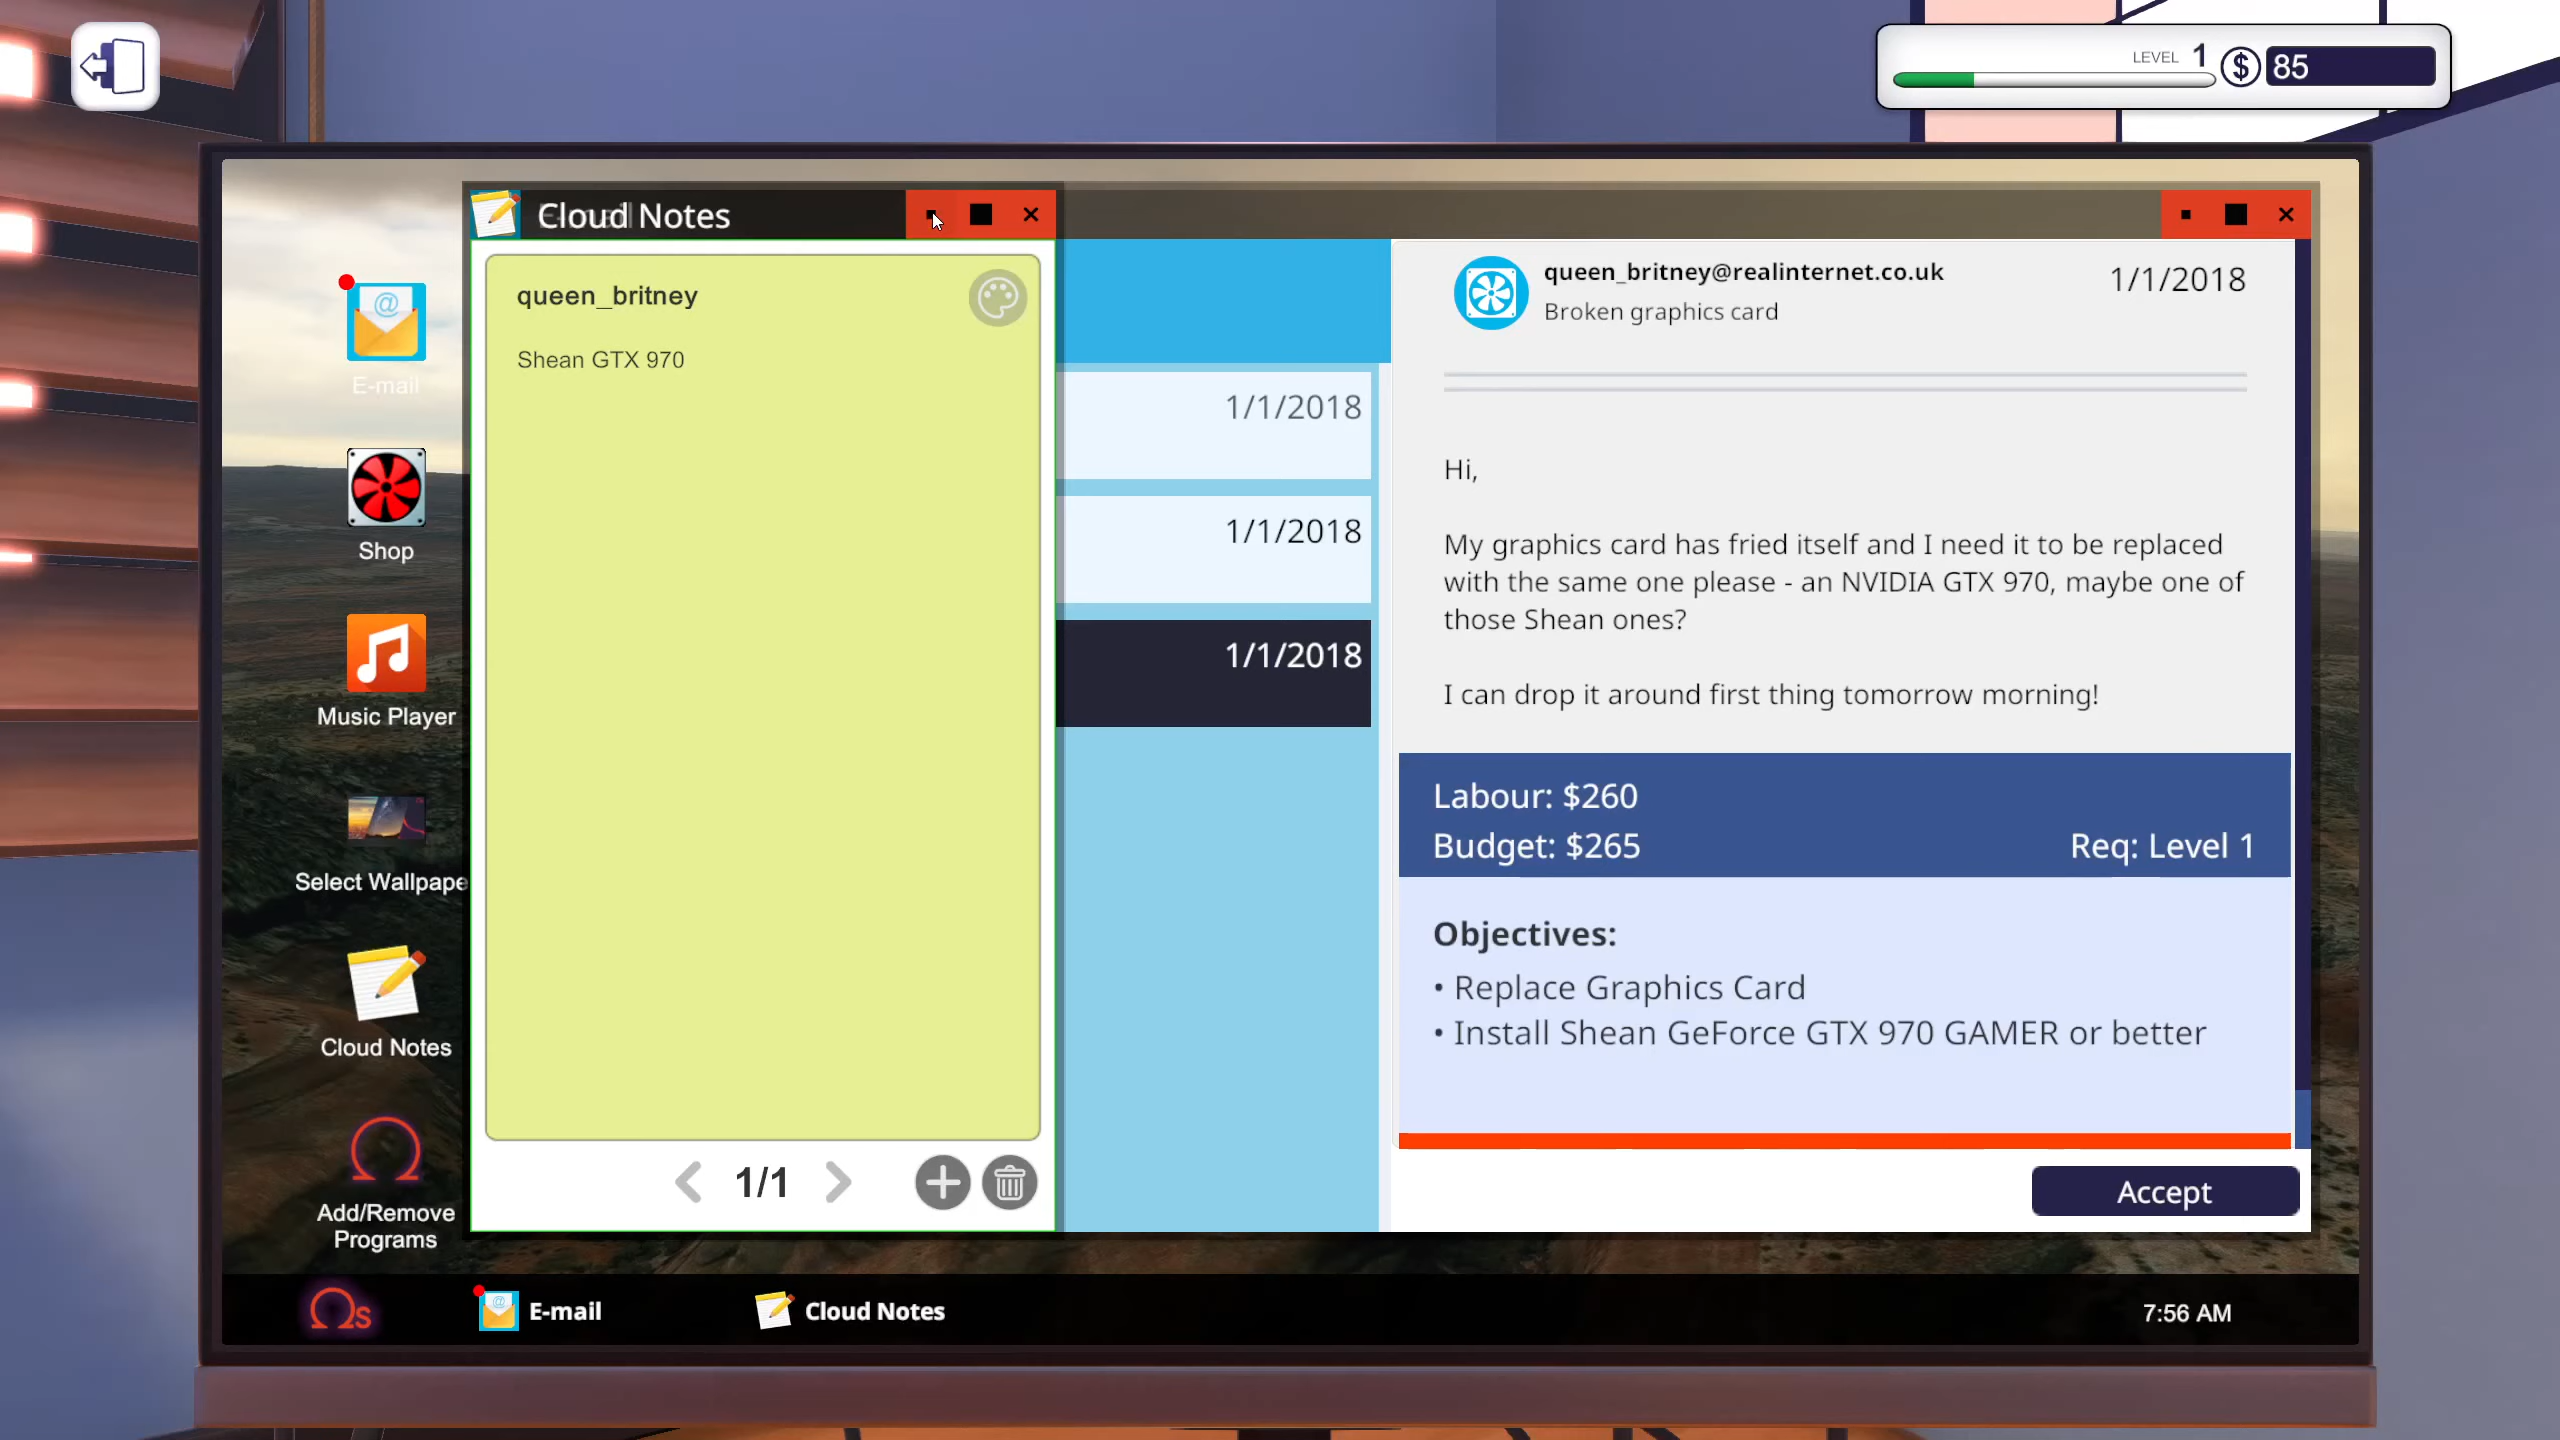 LEVEL 1
$ 85
Cloud Notes
queen_britney
Shean GTX 970
1/1/2018
1/1/2018
1/1/2018
queen_britney@realinternet.co.uk
1/1/2018
Broken graphics card
Hi,
My graphics card has fried itself and I need it to be replaced
with the same one please - an NVIDIA GTX 970, maybe one of
those Shean ones?
I can drop it around first thing tomorrow morning!
Labour: $260
Budget: $265
Req: Level 1
Objectives:
• Replace Graphics Card
• Install Shean GeForce GTX 970 GAMER or better
Accept
1/1
E-mail
Shop
Music Player
Select Wallpape
Cloud Notes
Add/Remove
Programs
Ωs
E-mail
Cloud Notes
7:56 AM